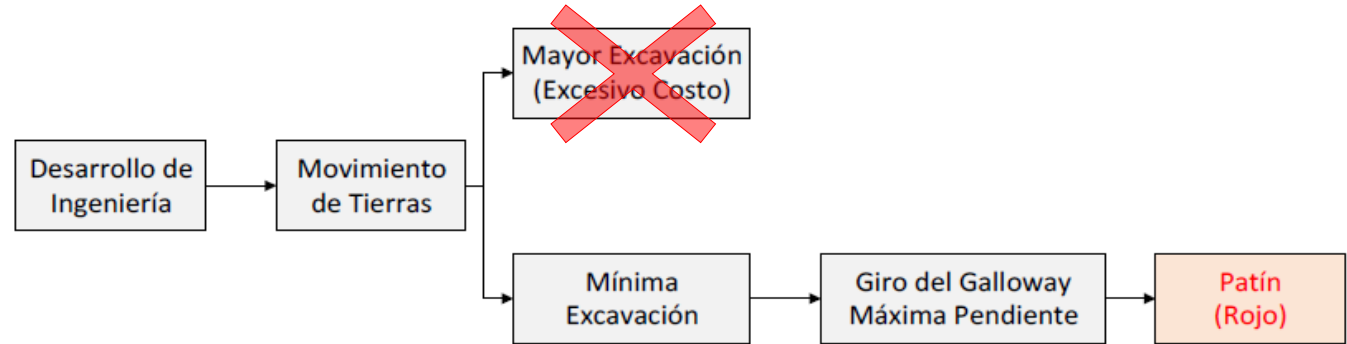 Mayor Excavación
(Excesivo Costo)
Desarrollo de
Ingeniería
Movimiento
de Tierras
Mínima
Excavación
Giro del Galloway
Máxima Pendiente
Patín
(Rojo)